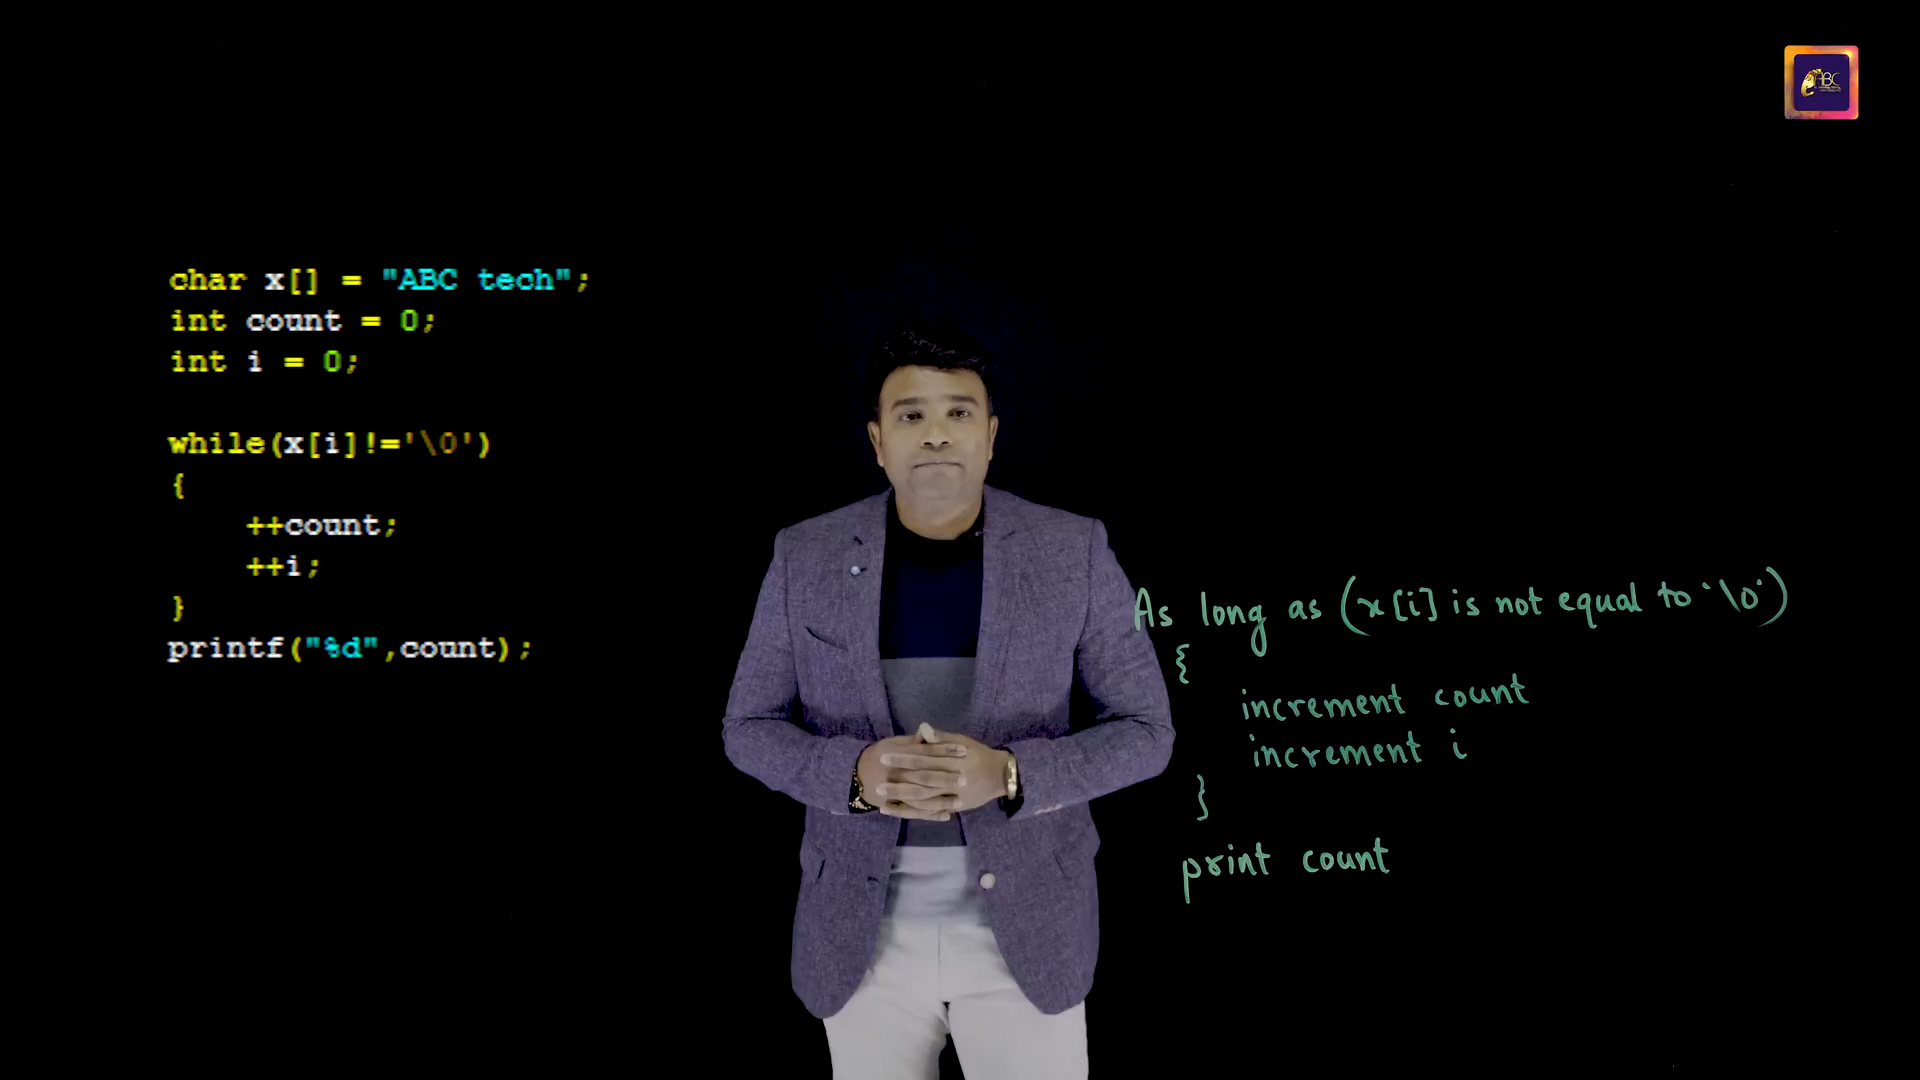 ABC
char x[] = "ABC tech";
int count = 0;
int i = 0;
while(x[i]!='\0')
{
++count;
++i;
}
printf("%d",count);
As long as (x[i] is not equal to '\0')
{
increment count
increment i
}
print count